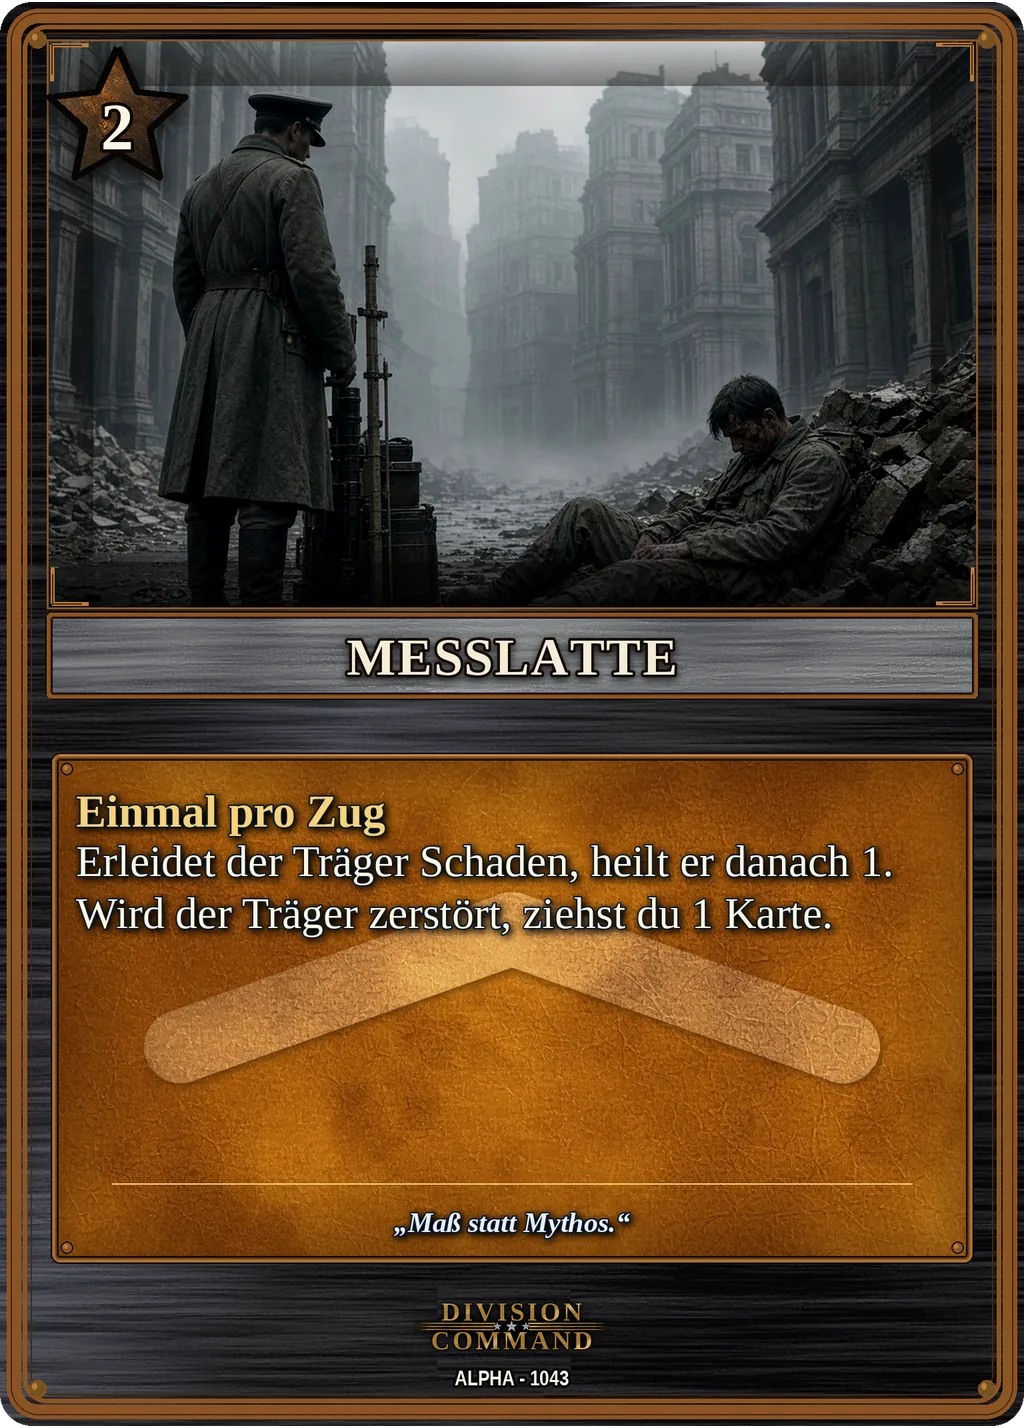 2
MESSLATTE
Einmal pro Zug
Erleidet der Träger Schaden, heilt er danach 1.
Wird der Träger zerstört, ziehst du 1 Karte.
„Maß statt Mythos.“
DIVISION
COMMAND
ALPHA - 1043